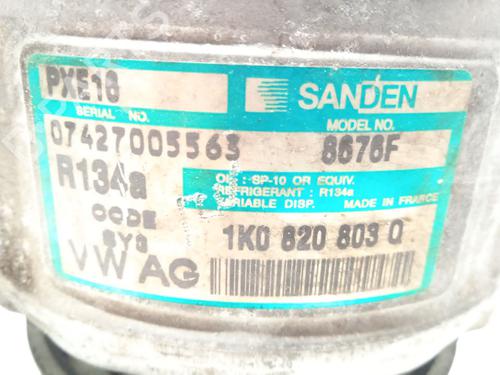 PXE16
SANDEN
SERIAL NO.
MODEL NO.
07427005563
8676F
R134a
OIL : SP-10 OR EQUIV.
REFRIGERANT : R134a
VARIABLE DISP. MADE IN FRANCE
CODE
SYS
1K0 820 803 Q
VW AG